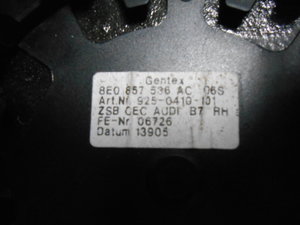 Gentex
8E0 857 536 AC 06S
Art.Nr. 925-0410-101
ZSB OEC AUDI B7 RH
FE-Nr. 06726
Datum 13905